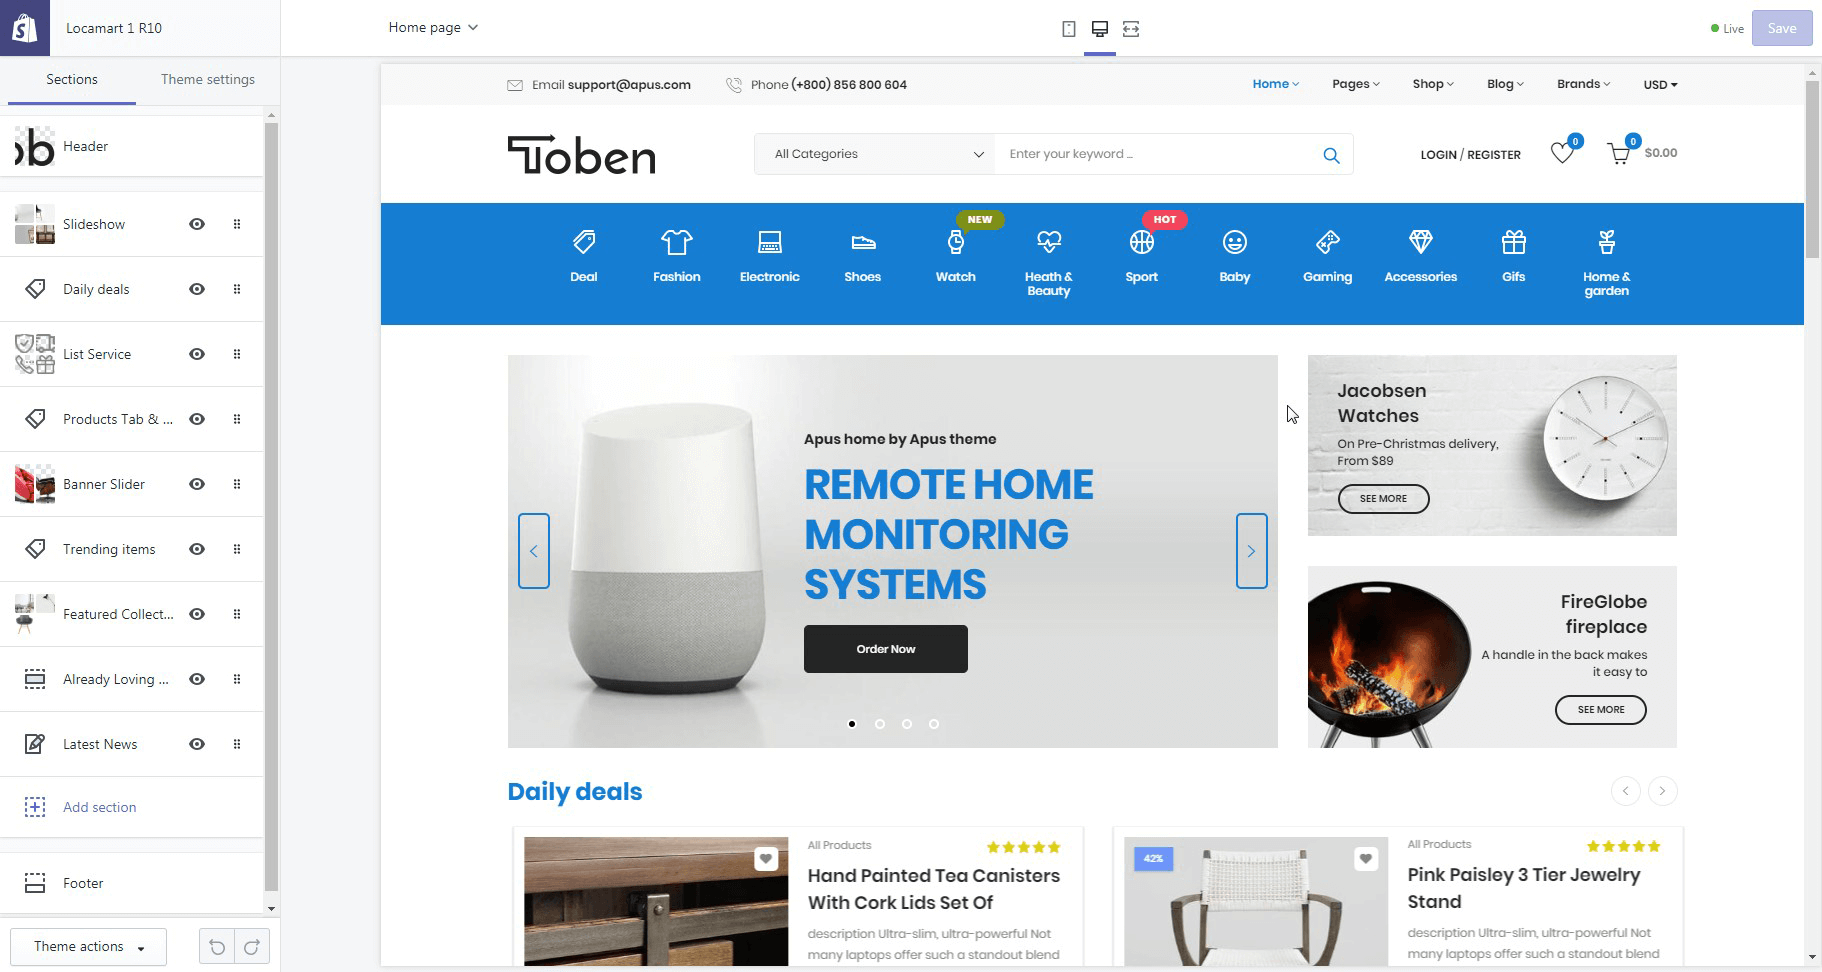 Locamart 1 R10
Home page
Live
Save
Sections
Theme settings
Header
Slideshow
Daily deals
List Service
Products Tab & ...
Banner Slider
Trending items
Featured Collect...
Already Loving ...
Latest News
Add section
Footer
Theme actions
Email support@apus.com
Phone (+800) 856 800 604
Home
Pages
Shop
Blog
Brands
USD
Toben
All Categories
Enter your keyword ...
LOGIN / REGISTER
0
0
$0.00
NEW
HOT
Deal
Fashion
Electronic
Shoes
Watch
Heath &
Beauty
Sport
Baby
Gaming
Accessories
Gifs
Home &
garden
Apus home by Apus theme
REMOTE HOME
MONITORING
SYSTEMS
Order Now
Jacobsen
Watches
On Pre-Christmas delivery,
From $89
SEE MORE
FireGlobe
fireplace
A handle in the back makes
it easy to
SEE MORE
Daily deals
All Products
Hand Painted Tea Canisters
With Cork Lids Set Of
description Ultra-slim, ultra-powerful Not
many laptops offer such a standout blend
42%
All Products
Pink Paisley 3 Tier Jewelry
Stand
description Ultra-slim, ultra-powerful Not
many laptops offer such a standout blend